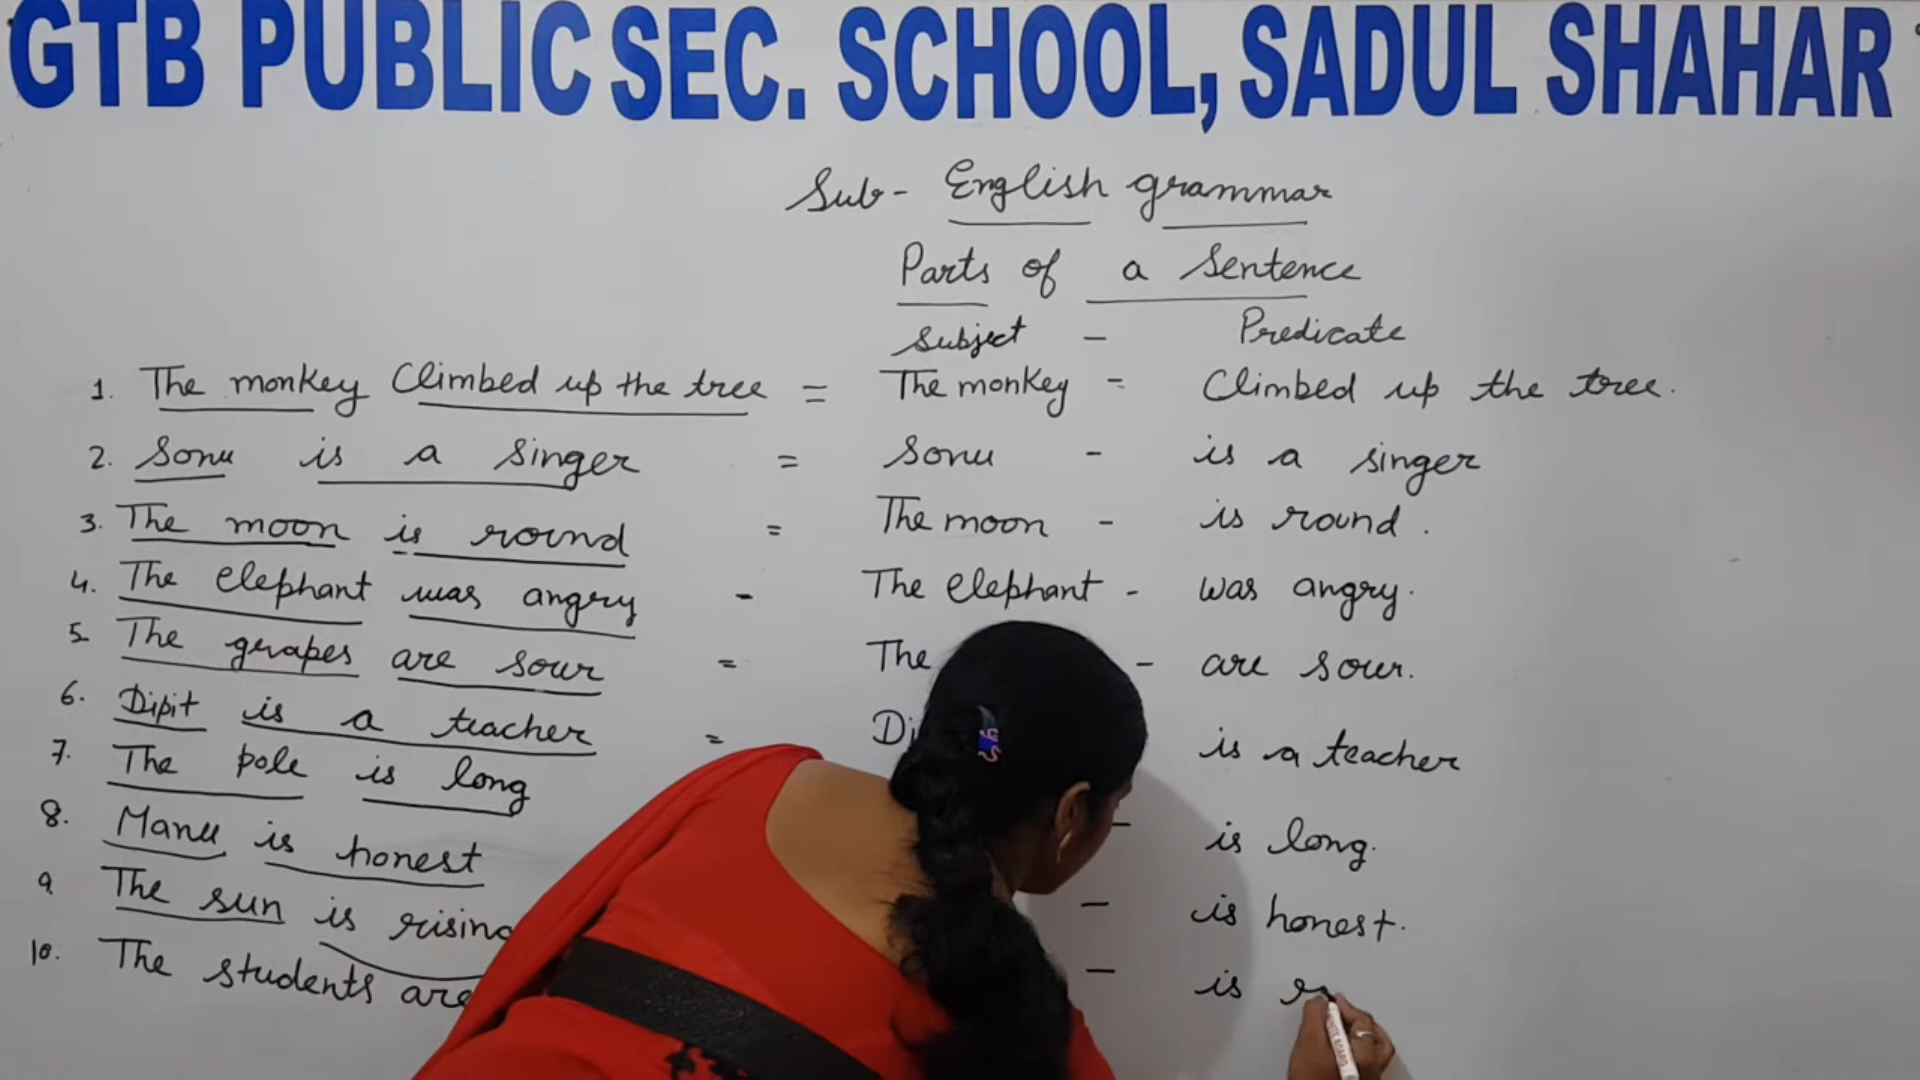 GTB PUBLIC SEC. SCHOOL, SADUL SHAHAR
Sub- English grammar
Parts of a Sentence
Subject - Predicate
1. The monkey Climbed up the tree = The monkey - Climbed up the tree.
2. Sonu is a singer = Sonu - is a singer
3. The moon is round = The moon - is round.
4. The elephant was angry - The elephant - was angry.
5. The grapes are sour = The - are sour.
6. Dipit is a teacher = Di is a teacher
7. The pole is long - is long.
8. Manu is honest - is honest.
9. The sun is rising - is
10. The students are